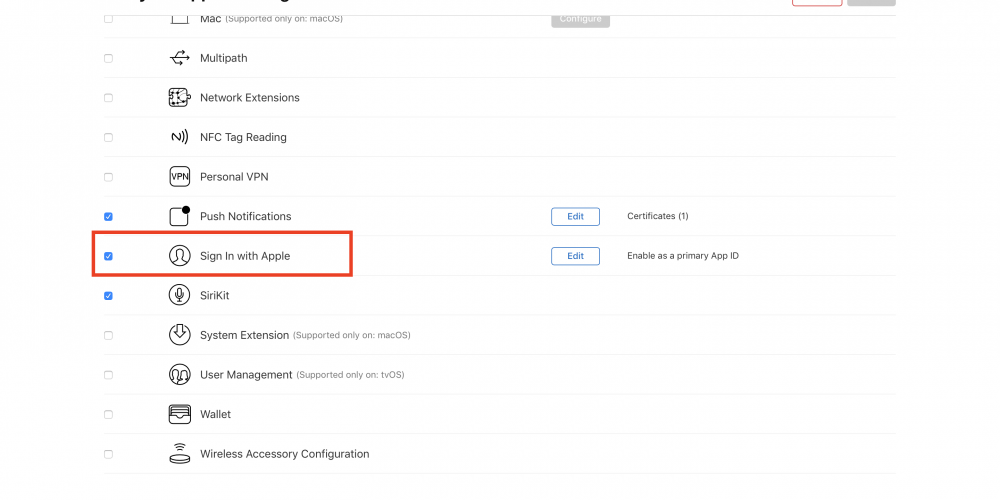 Mac (Supported only on: macOS) Configure
Multipath
Network Extensions
NFC Tag Reading
VPN Personal VPN
Push Notifications Edit Certificates (1)
Sign In with Apple Edit Enable as a primary App ID
SiriKit
System Extension (Supported only on: macOS)
User Management (Supported only on: tvOS)
Wallet
Wireless Accessory Configuration